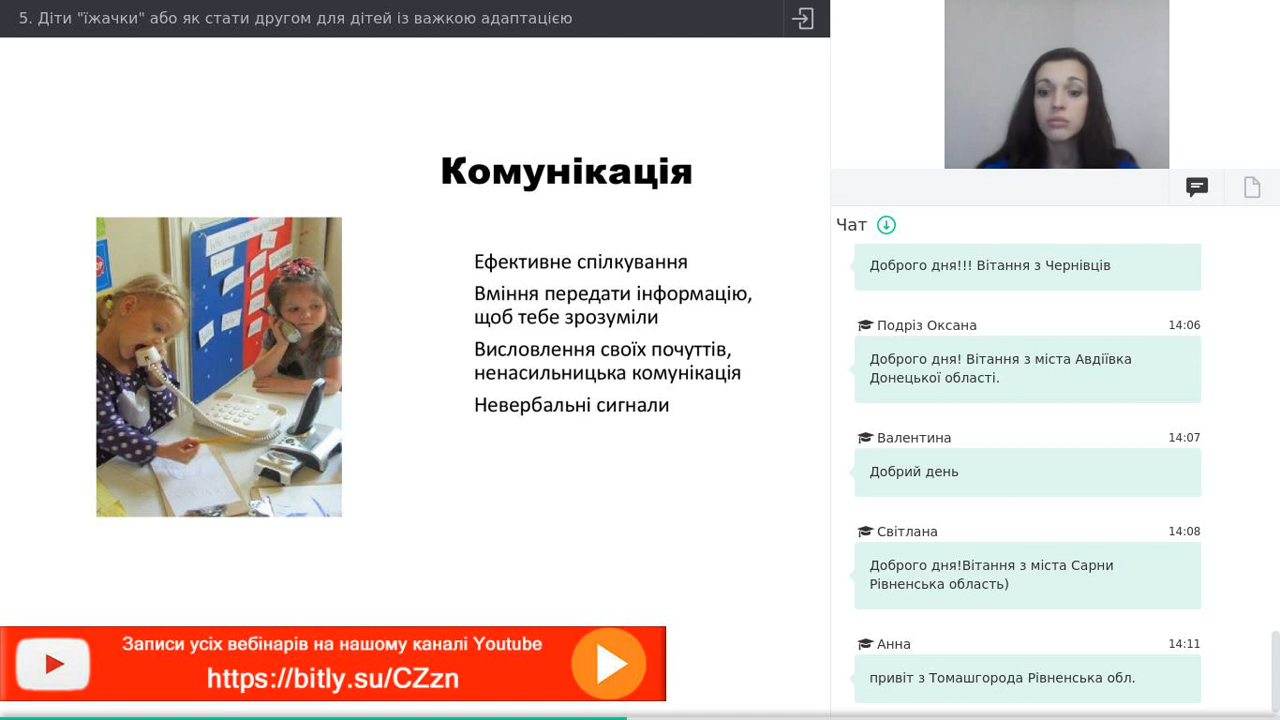 5. Діти "їжачки" або як стати другом для дітей із важкою адаптацією
Комунікація
Ефективне спілкування
Вміння передати інформацію,
щоб тебе зрозуміли
Висловлення своїх почуттів,
ненасильницька комунікація
Невербальні сигнали
Записи усіх вебінарів на нашому каналі Youtube
https://bitly.su/CZzn
Чат
Доброго дня!!! Вітання з Чернівців
Подріз Оксана 14:06
Доброго дня! Вітання з міста Авдіївка
Донецької області.
Валентина 14:07
Добрий день
Світлана 14:08
Доброго дня!Вітання з міста Сарни
Рівненська область)
Анна 14:11
привіт з Томашгорода Рівненська обл.